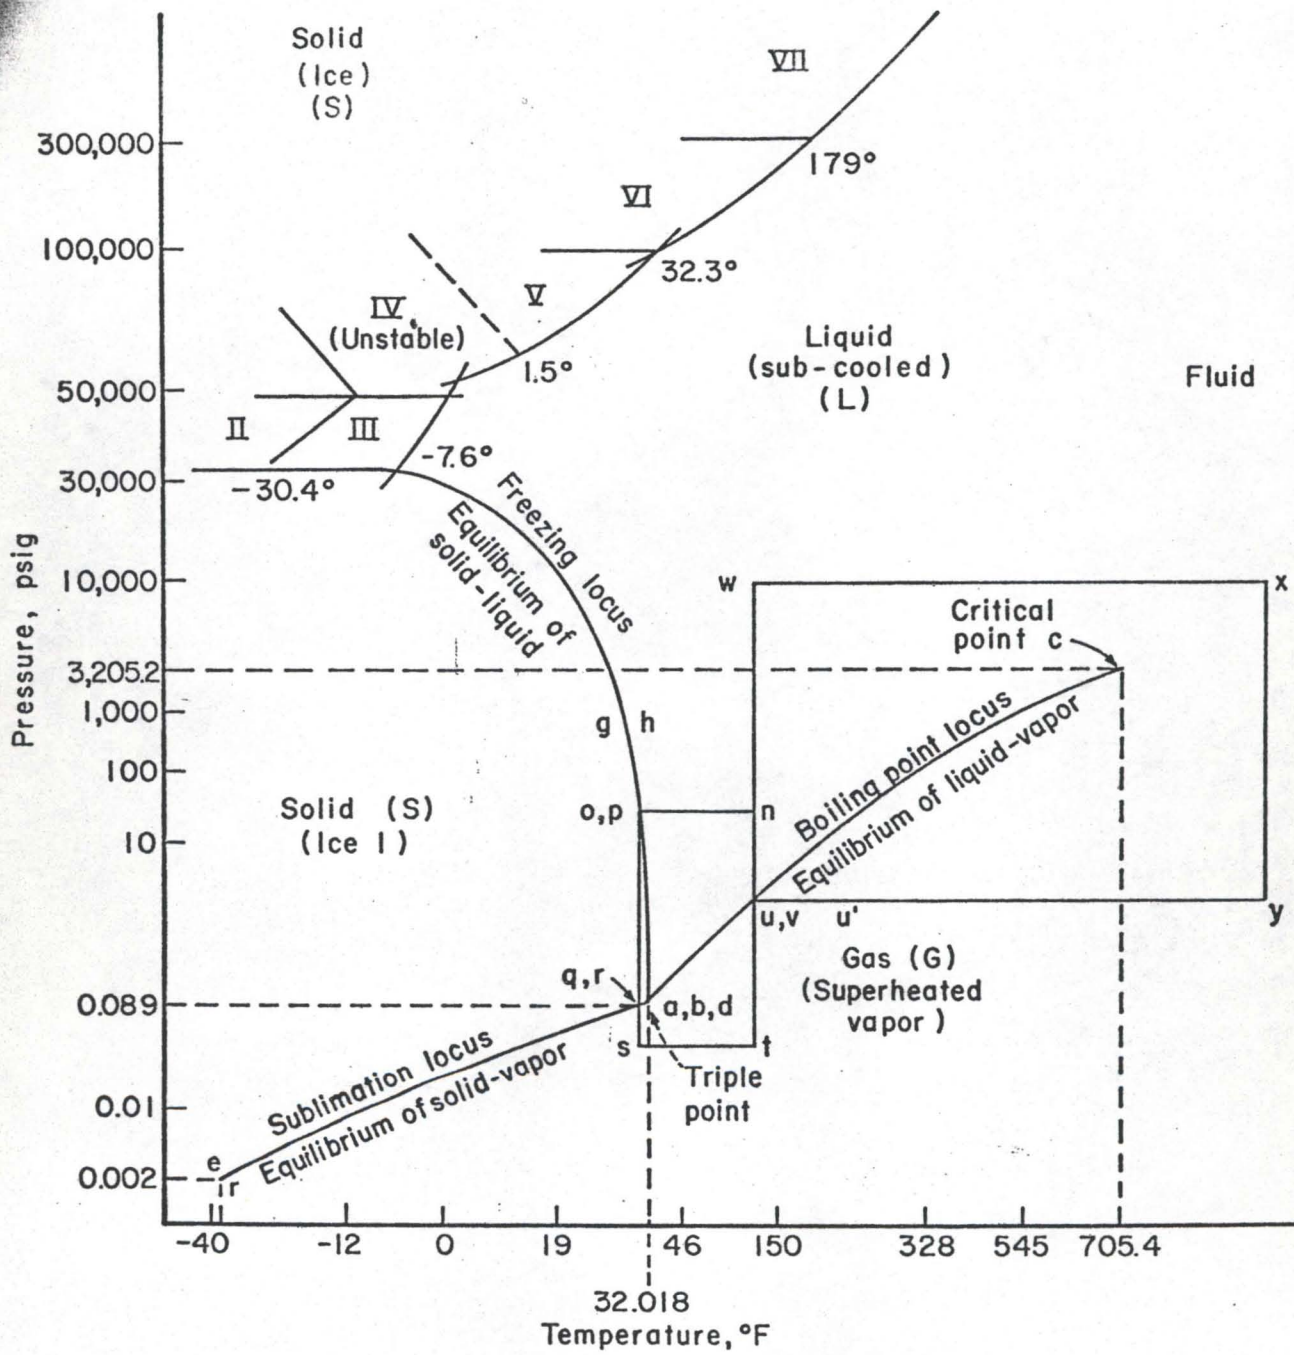 Solid
(Ice)
(S)
VII
300,000
179°
VI
100,000
32.3°
V
IV
(Unstable)
Liquid
(sub-cooled)
(L)
1.5°
Fluid
50,000
II
III
-7.6°
-30.4°
30,000
Freezing locus
Equilibrium of
solid-liquid
Pressure, psig
10,000
w
x
Critical
point c
3,2052
1,000
g
h
Boiling point locus
Equilibrium of liquid-vapor
100
Solid (S)
(Ice I)
o,p
n
10
u,v
u'
y
Gas (G)
(Superheated
vapor)
q,r
0.089
a,b,d
s
t
Triple
point
Sublimation locus
Equilibrium of solid-vapor
0.01
0.002
e
r
-40
-12
0
19
46
150
328
545
705.4
32.018
Temperature, °F